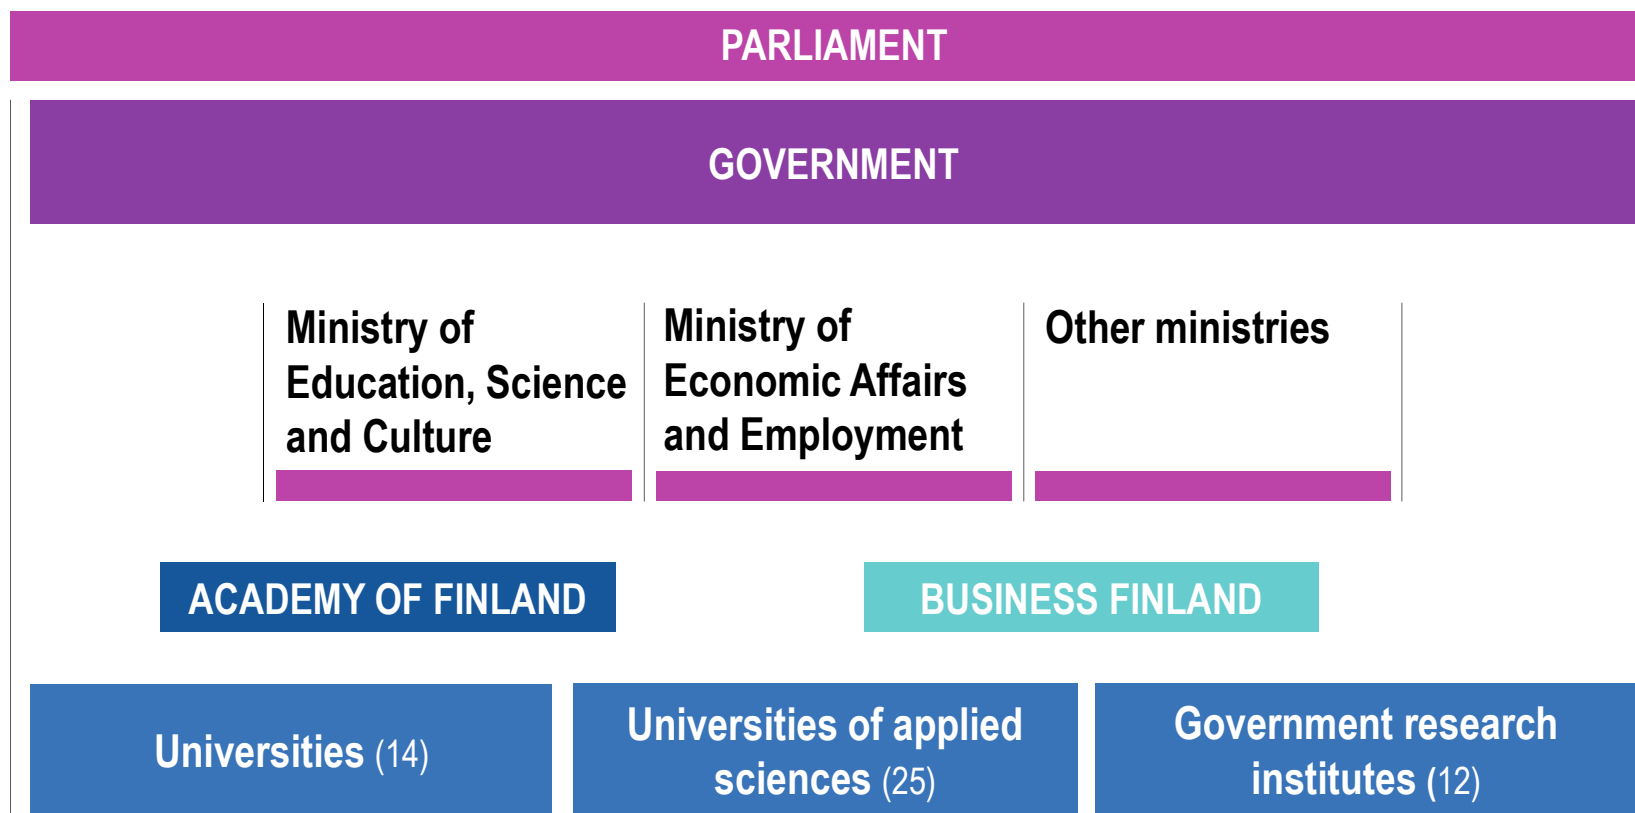 PARLIAMENT
GOVERNMENT
Ministry of
Education, Science
and Culture
Ministry of
Economic Affairs
and Employment
Other ministries
ACADEMY OF FINLAND
BUSINESS FINLAND
Universities (14)
Universities of applied
sciences (25)
Government research
institutes (12)